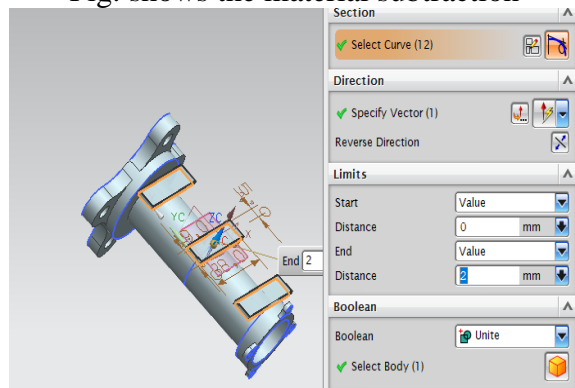 Fig. shows the material subtraction
Section
Select Curve (12)
Direction
Specify Vector (1)
Reverse Direction
Limits
Start
Value
Distance
0
mm
End
Value
Distance
2
mm
Boolean
Boolean
Unite
Select Body (1)
YC
ZC
X
End 2